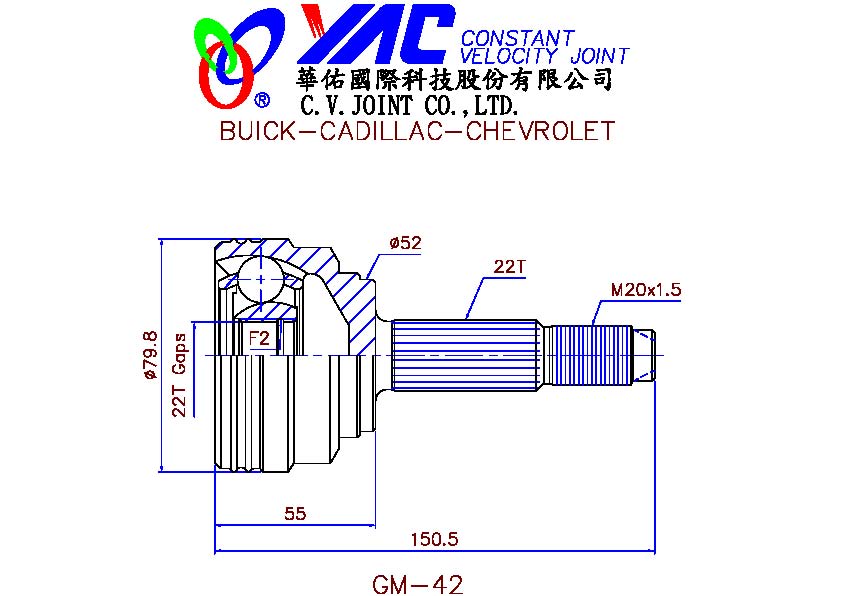 YAC CONSTANT
VELOCITY JOINT
®
華佑國際科技股份有限公司
C.V.JOINT CO.,LTD.
BUICK-CADILLAC-CHEVROLET
ø52
22T
M20x1.5
F2
ø79.8
22T Gaps
55
150.5
GM-42